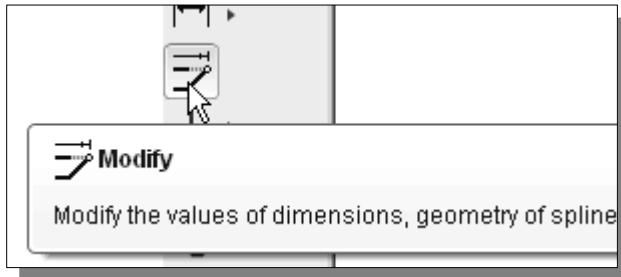 Modify
Modify the values of dimensions, geometry of spline